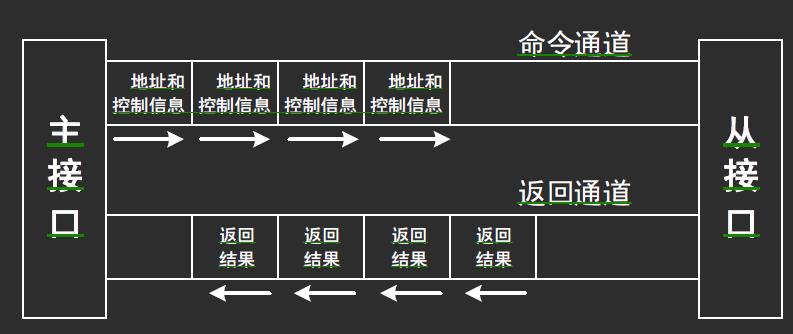 命令通道
地址和 地址和 地址和 地址和
控制信息 控制信息 控制信息 控制信息
主
接
口
从
接
口
返回通道
返回 返回 返回 返回
结果 结果 结果 结果